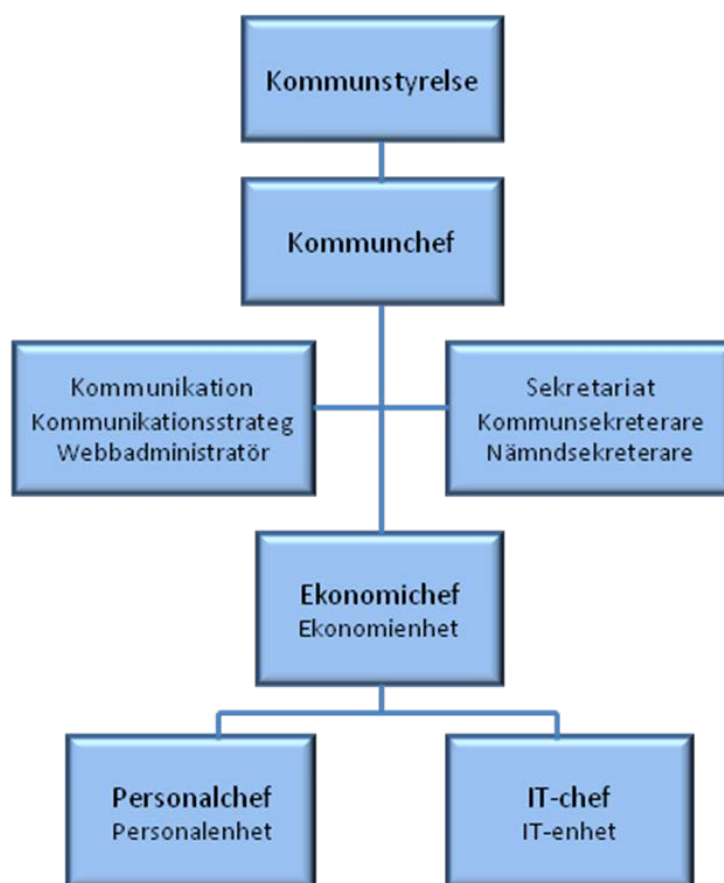 Kommunstyrelse
Kommunchef
Kommunikation
Kommunikationsstrateg
Webbadministratör
Sekretariat
Kommunsekreterare
Nämndsekreterare
Ekonomichef
Ekonomienhet
Personalchef
Personalenhet
IT-chef
IT-enhet